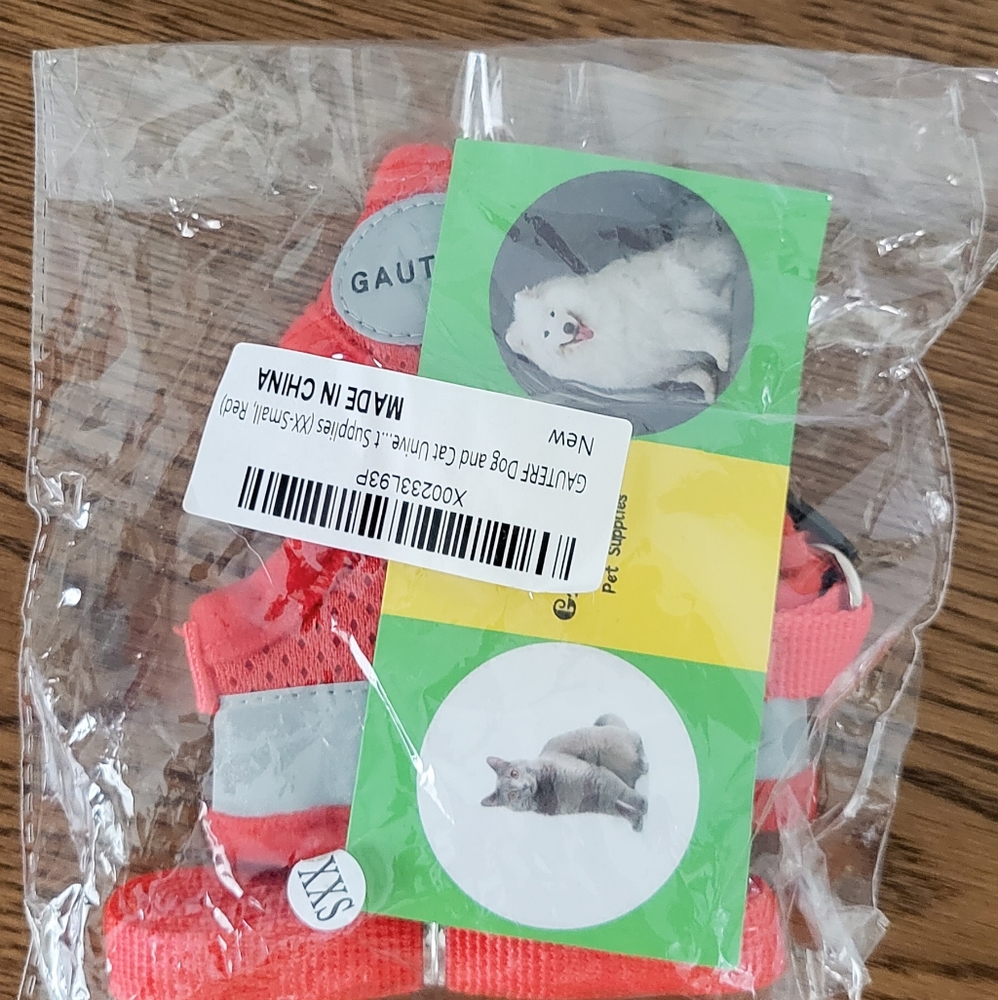 GAUT
X00233L93P
GAUTERF Dog and Cat Unive...t Supplies (XX-Small, Red)
New
MADE IN CHINA
Pet Supplies
XXS